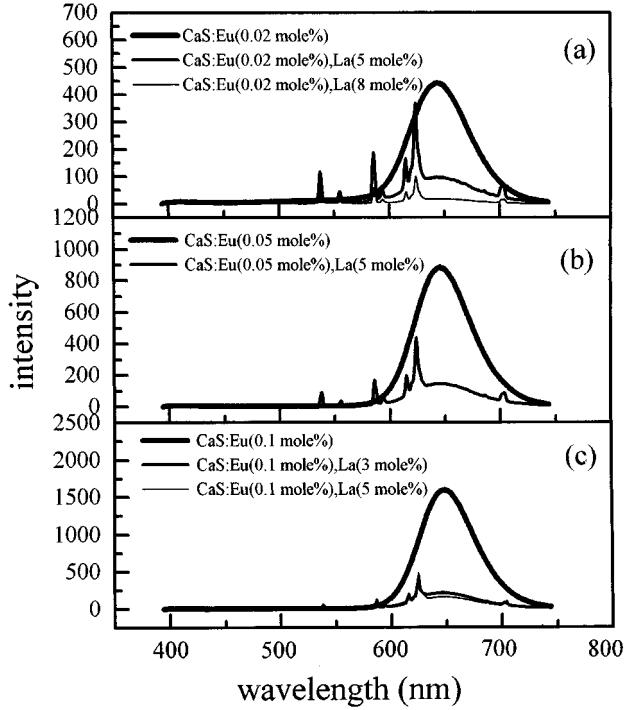 700
600
500
400
300
200
100
0
CaS:Eu(0.02 mole%)
CaS:Eu(0.02 mole%),La(5 mole%)
CaS:Eu(0.02 mole%),La(8 mole%)
(a)
1200
1000
800
600
400
200
0
CaS:Eu(0.05 mole%)
CaS:Eu(0.05 mole%),La(5 mole%)
(b)
intensity
2500
2000
1500
1000
500
0
CaS:Eu(0.1 mole%)
CaS:Eu(0.1 mole%),La(3 mole%)
CaS:Eu(0.1 mole%),La(5 mole%)
(c)
400 500 600 700 800
wavelength (nm)